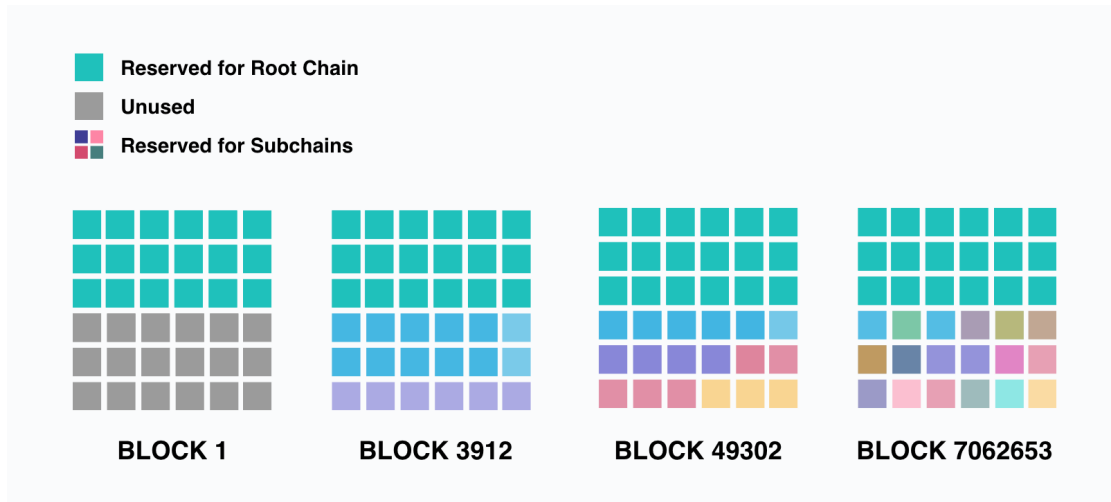 Reserved for Root Chain
Unused
Reserved for Subchains
BLOCK 1
BLOCK 3912
BLOCK 49302
BLOCK 7062653